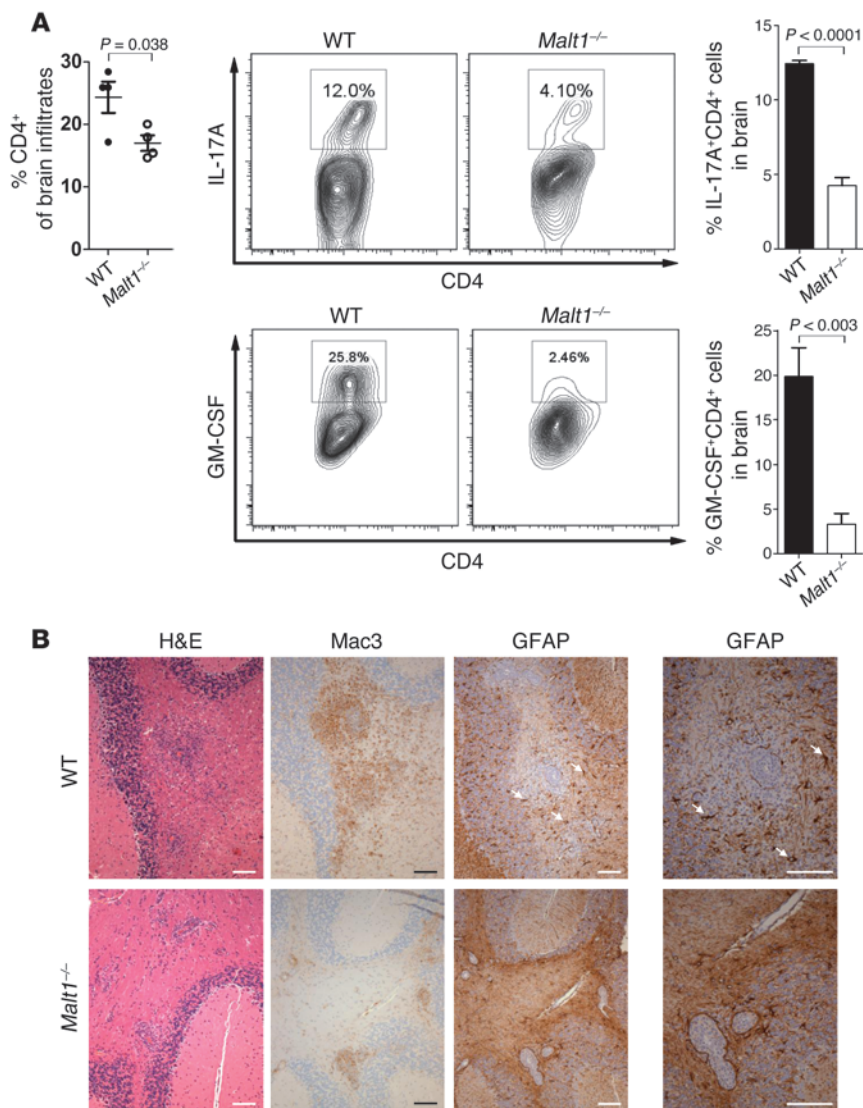 A
P = 0.038
% CD4⁺
of brain infiltrates
30
20
10
0
WT
Malt1⁻/⁻
WT
Malt1⁻/⁻
12.0%
4.10%
IL-17A
CD4
P < 0.0001
% IL-17A⁺CD4⁺ cells
in brain
15
10
5
0
WT
Malt1⁻/⁻
WT
Malt1⁻/⁻
25.8%
2.46%
GM-CSF
CD4
P < 0.003
% GM-CSF⁺CD4⁺ cells
in brain
25
20
15
10
5
0
WT
Malt1⁻/⁻
B
H&E
Mac3
GFAP
GFAP
WT
Malt1⁻/⁻